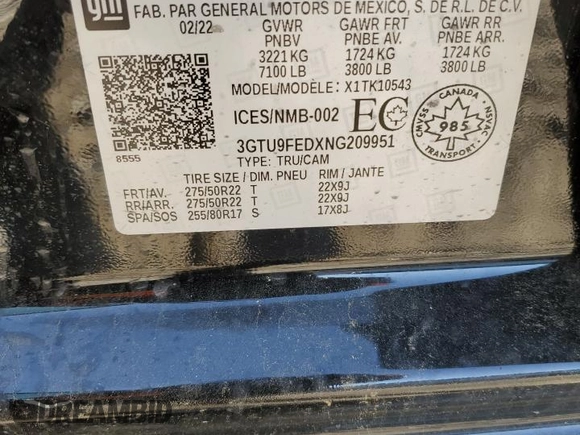 gm
FAB. PAR GENERAL MOTORS DE MEXICO, S. DE R.L. DE C.V.
02/22 GVWR GAWR FRT GAWR RR
PNBV PNBE AV. PNBE ARR.
3221 KG 1724 KG 1724 KG
7100 LB 3800 LB 3800 LB
MODEL/MODÈLE: X1TK10543
ICES/NMB-002 EC
CANADA 985 CMVSS NSVAC
8555
3GTU9FEDXNG209951
TYPE: TRU/CAM
TIRE SIZE / DIM. PNEU RIM / JANTE
FRT/AV. 275/50R22 T 22X9J
RR/ARR. 275/50R22 T 22X9J
SPA/SOS 255/80R17 S 17X8J
DREAMBID